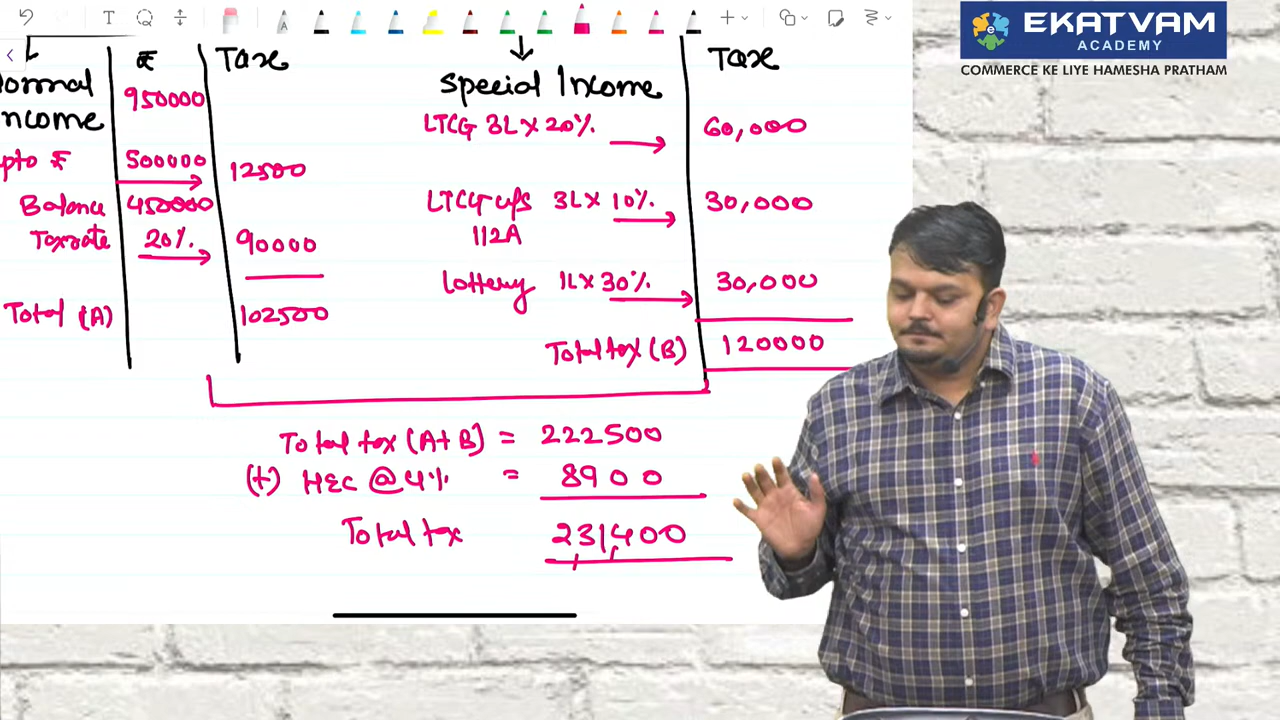 EKATVAM
ACADEMY
COMMERCE KE LIYE HAMESHA PRATHAM
T
ormal ₹ Tax
ncome 950000
pto ₹ 500000 12500
Balance 450000
Tax rate 20% 90000
Total (A) 102500
Special Income Tax
LTCG 3L X 20% 60,000
LTCG u/s 3L X 10% 30,000
112A
Lottery 1L X 30% 30,000
Total tax (B) 120000
Total tax (A+B) = 222500
(+) HEC @4% = 8900
Total tax 231400